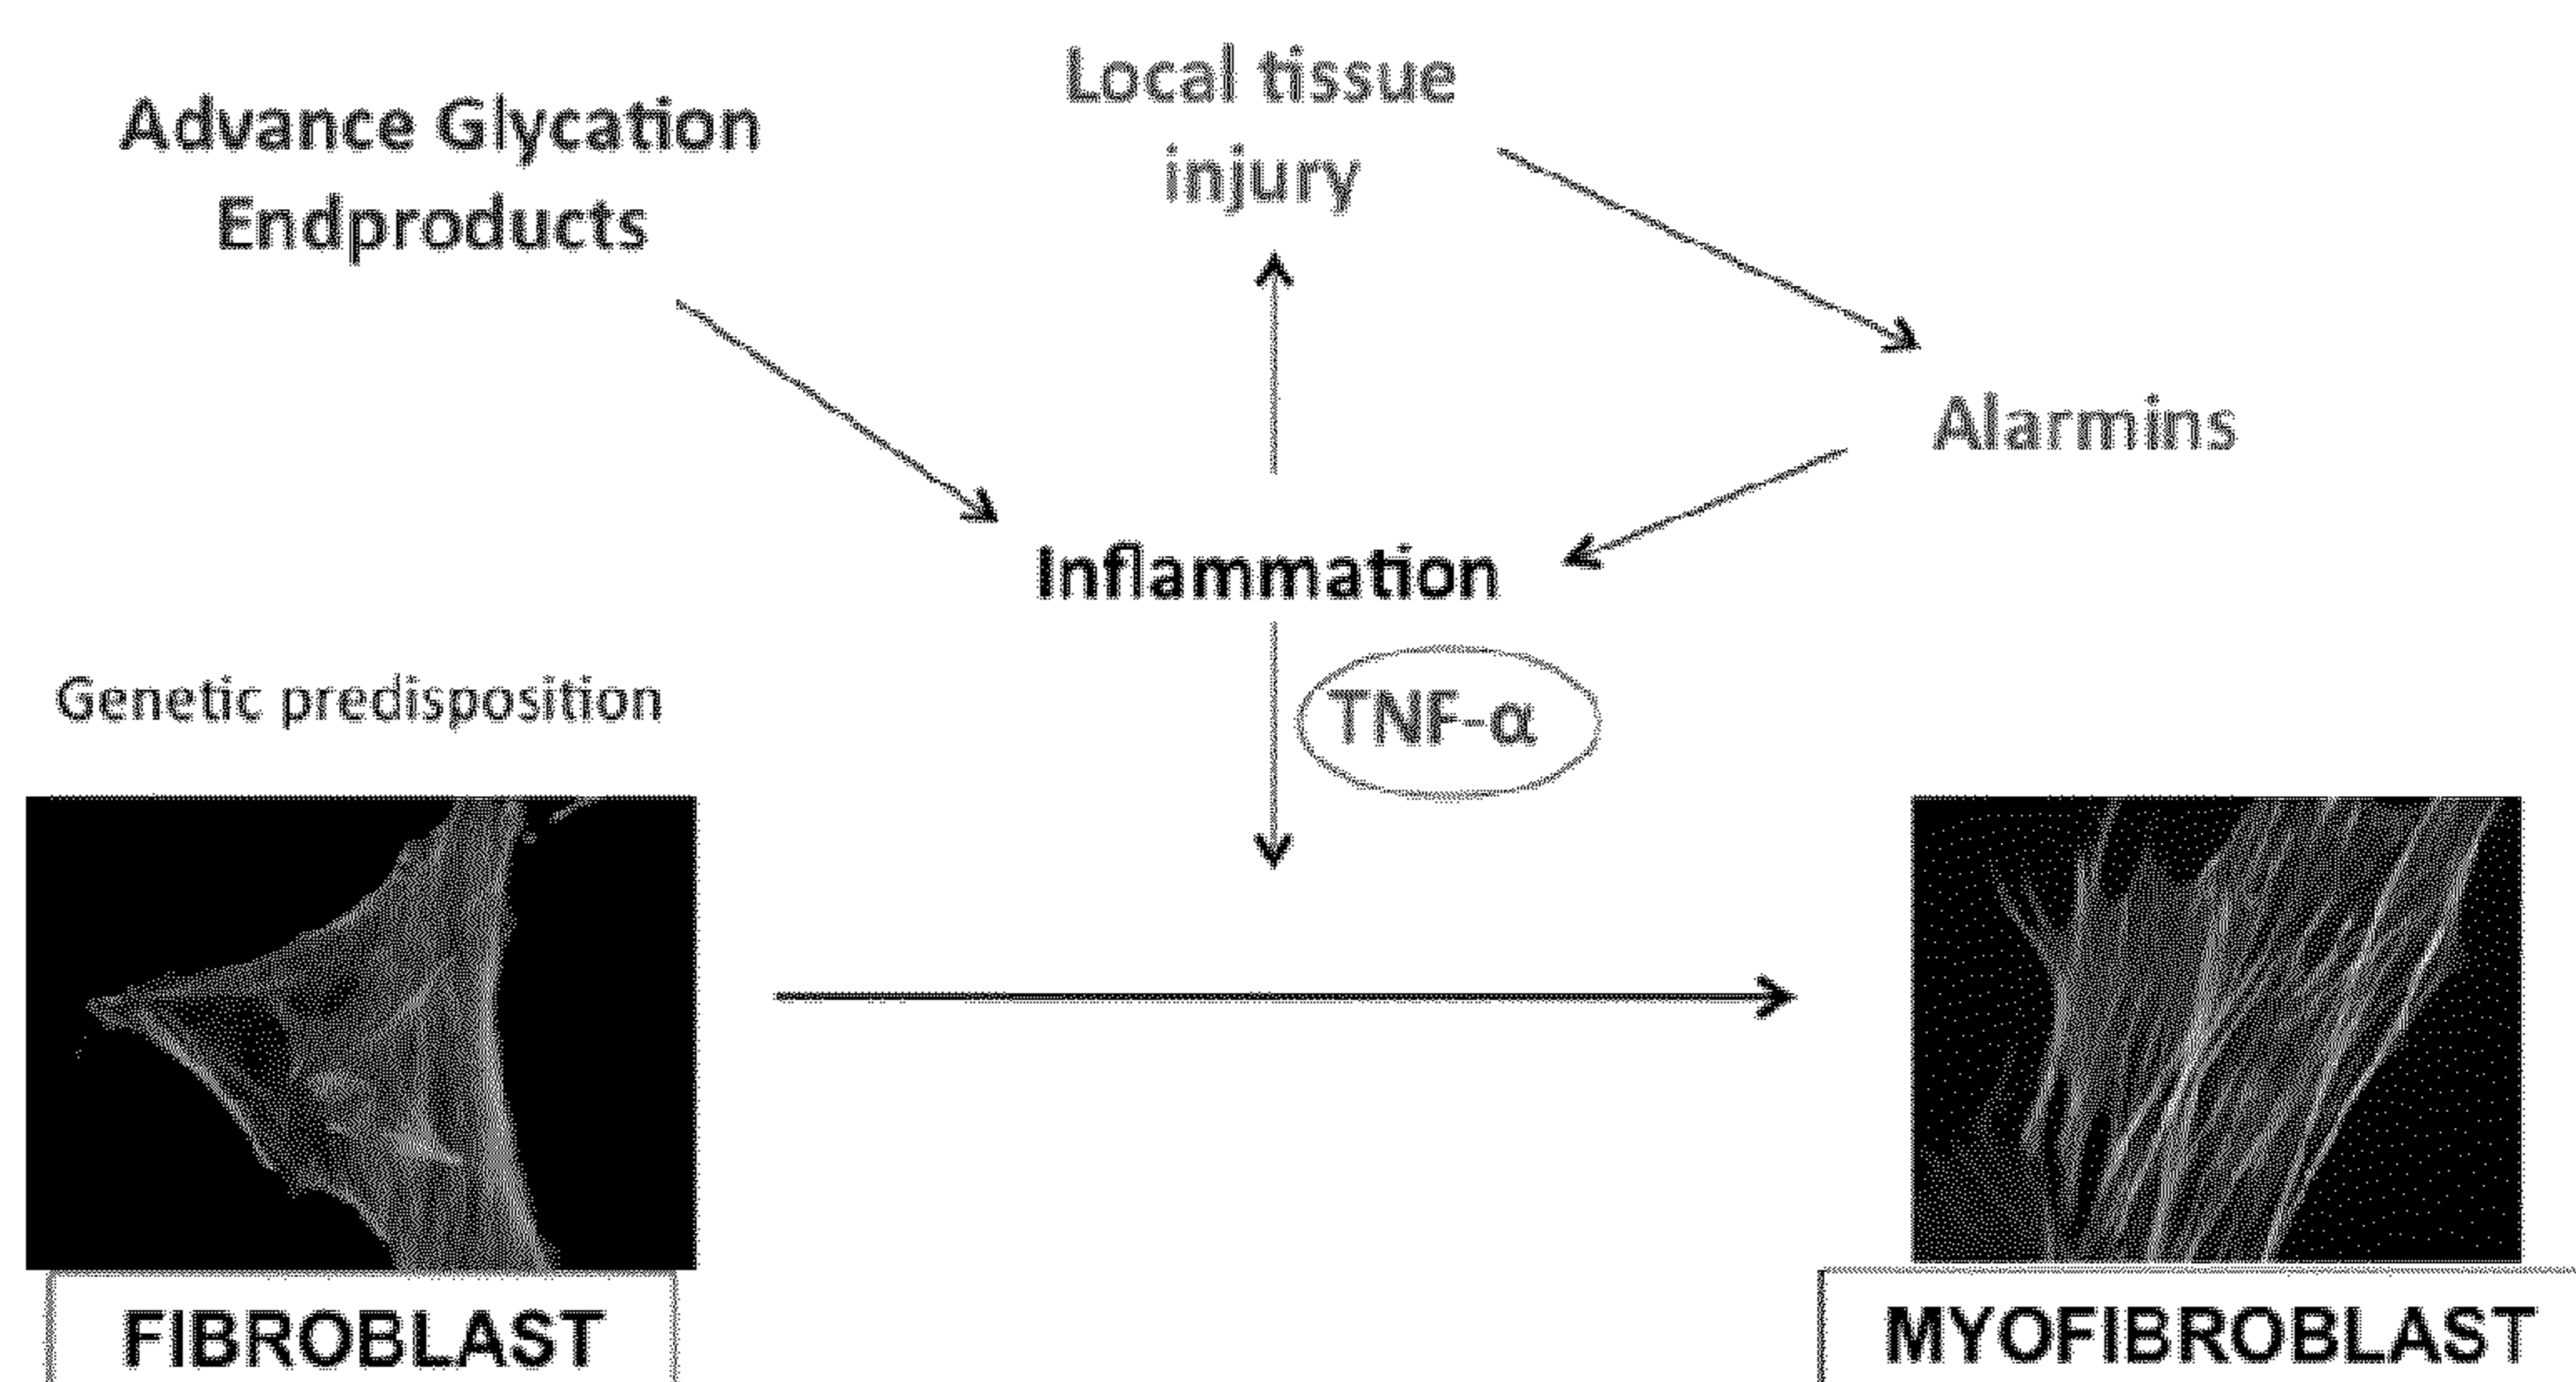 Local tissue
injury
Advance Glycation
Endproducts
Alarmins
Inflammation
Genetic predisposition
TNF-α
FIBROBLAST
MYOFIBROBLAST